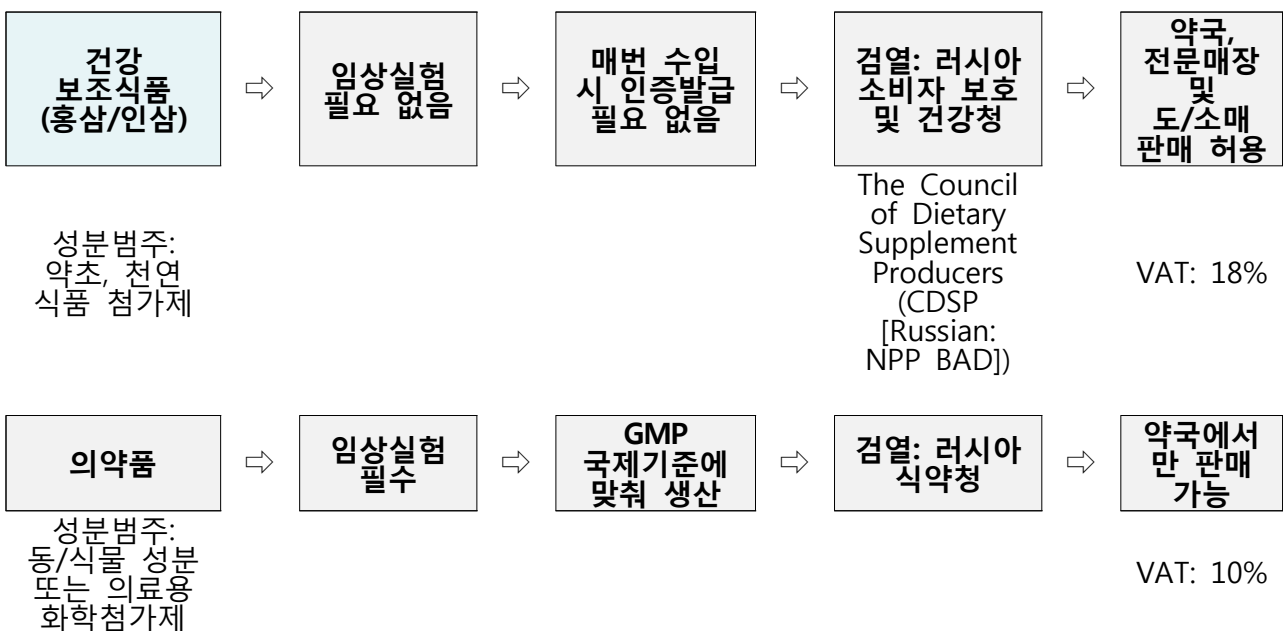 건강
보조식품
(홍삼/인삼)
⇨
임상실험
필요 없음
⇨
매번 수입
시 인증발급
필요 없음
⇨
검열: 러시아
소비자 보호
및 건강청
⇨
약국,
전문매장
및
도/소매
판매 허용
성분범주:
약초, 천연
식품 첨가제
The Council
of Dietary
Supplement
Producers
(CDSP
[Russian:
NPP BAD])
VAT: 18%
의약품
⇨
임상실험
필수
⇨
GMP
국제기준에
맞춰 생산
⇨
검열: 러시아
식약청
⇨
약국에서
만 판매
가능
성분범주:
동/식물 성분
또는 의료용
화학첨가제
VAT: 10%